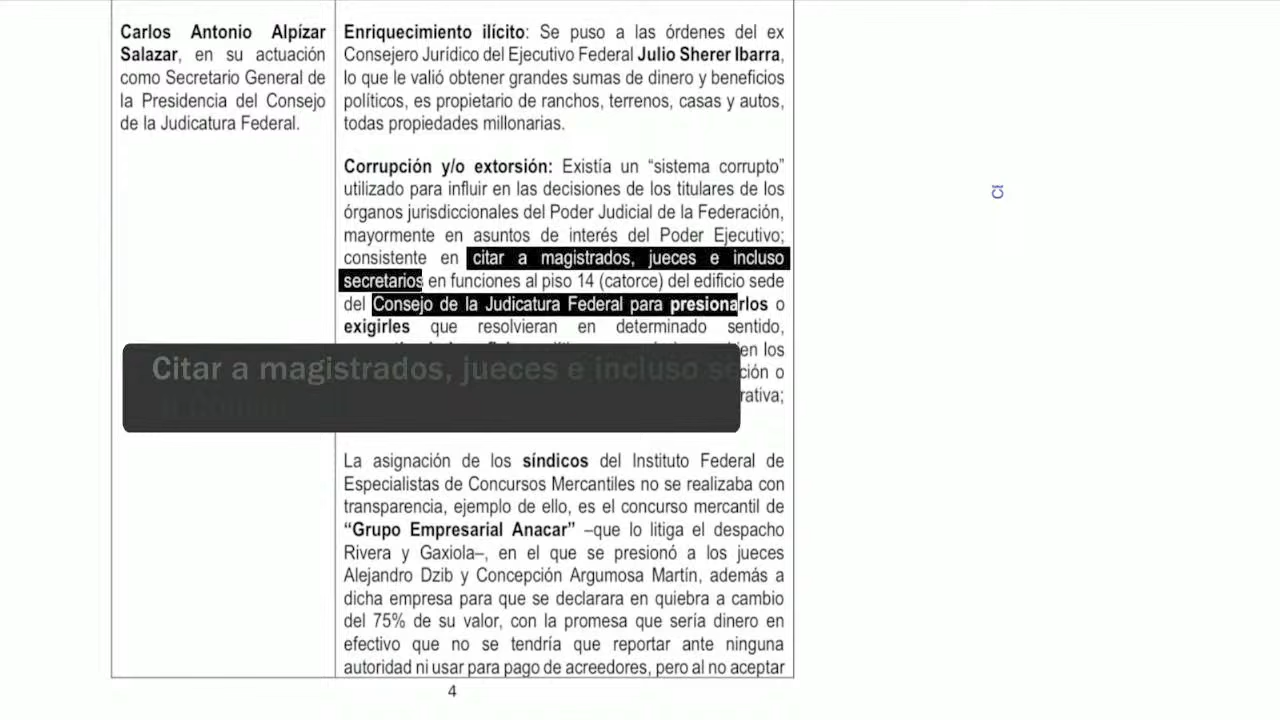 Carlos Antonio Alpízar
Salazar, en su actuación
como Secretario General de
la Presidencia del Consejo
de la Judicatura Federal.
Enriquecimiento ilícito: Se puso a las órdenes del ex
Consejero Jurídico del Ejecutivo Federal Julio Sherer Ibarra,
lo que le valió obtener grandes sumas de dinero y beneficios
políticos, es propietario de ranchos, terrenos, casas y autos,
todas propiedades millonarias.
Corrupción y/o extorsión: Existía un “sistema corrupto”
utilizado para influir en las decisiones de los titulares de los
órganos jurisdiccionales del Poder Judicial de la Federación,
mayormente en asuntos de interés del Poder Ejecutivo;
consistente en citar a magistrados, jueces e incluso
secretarios en funciones al piso 14 (catorce) del edificio sede
del Consejo de la Judicatura Federal para presionarlos o
exigirles que resolvieran en determinado sentido,
los
o
Citar a magistrados, jueces e incluso
La asignación de los síndicos del Instituto Federal de
Especialistas de Concursos Mercantiles no se realizaba con
transparencia, ejemplo de ello, es el concurso mercantil de
“Grupo Empresarial Anacar” –que lo litiga el despacho
Rivera y Gaxiola–, en el que se presionó a los jueces
Alejandro Dzib y Concepción Argumosa Martín, además a
dicha empresa para que se declarara en quiebra a cambio
del 75% de su valor, con la promesa que sería dinero en
efectivo que no se tendría que reportar ante ninguna
autoridad ni usar para pago de acreedores, pero al no aceptar
4